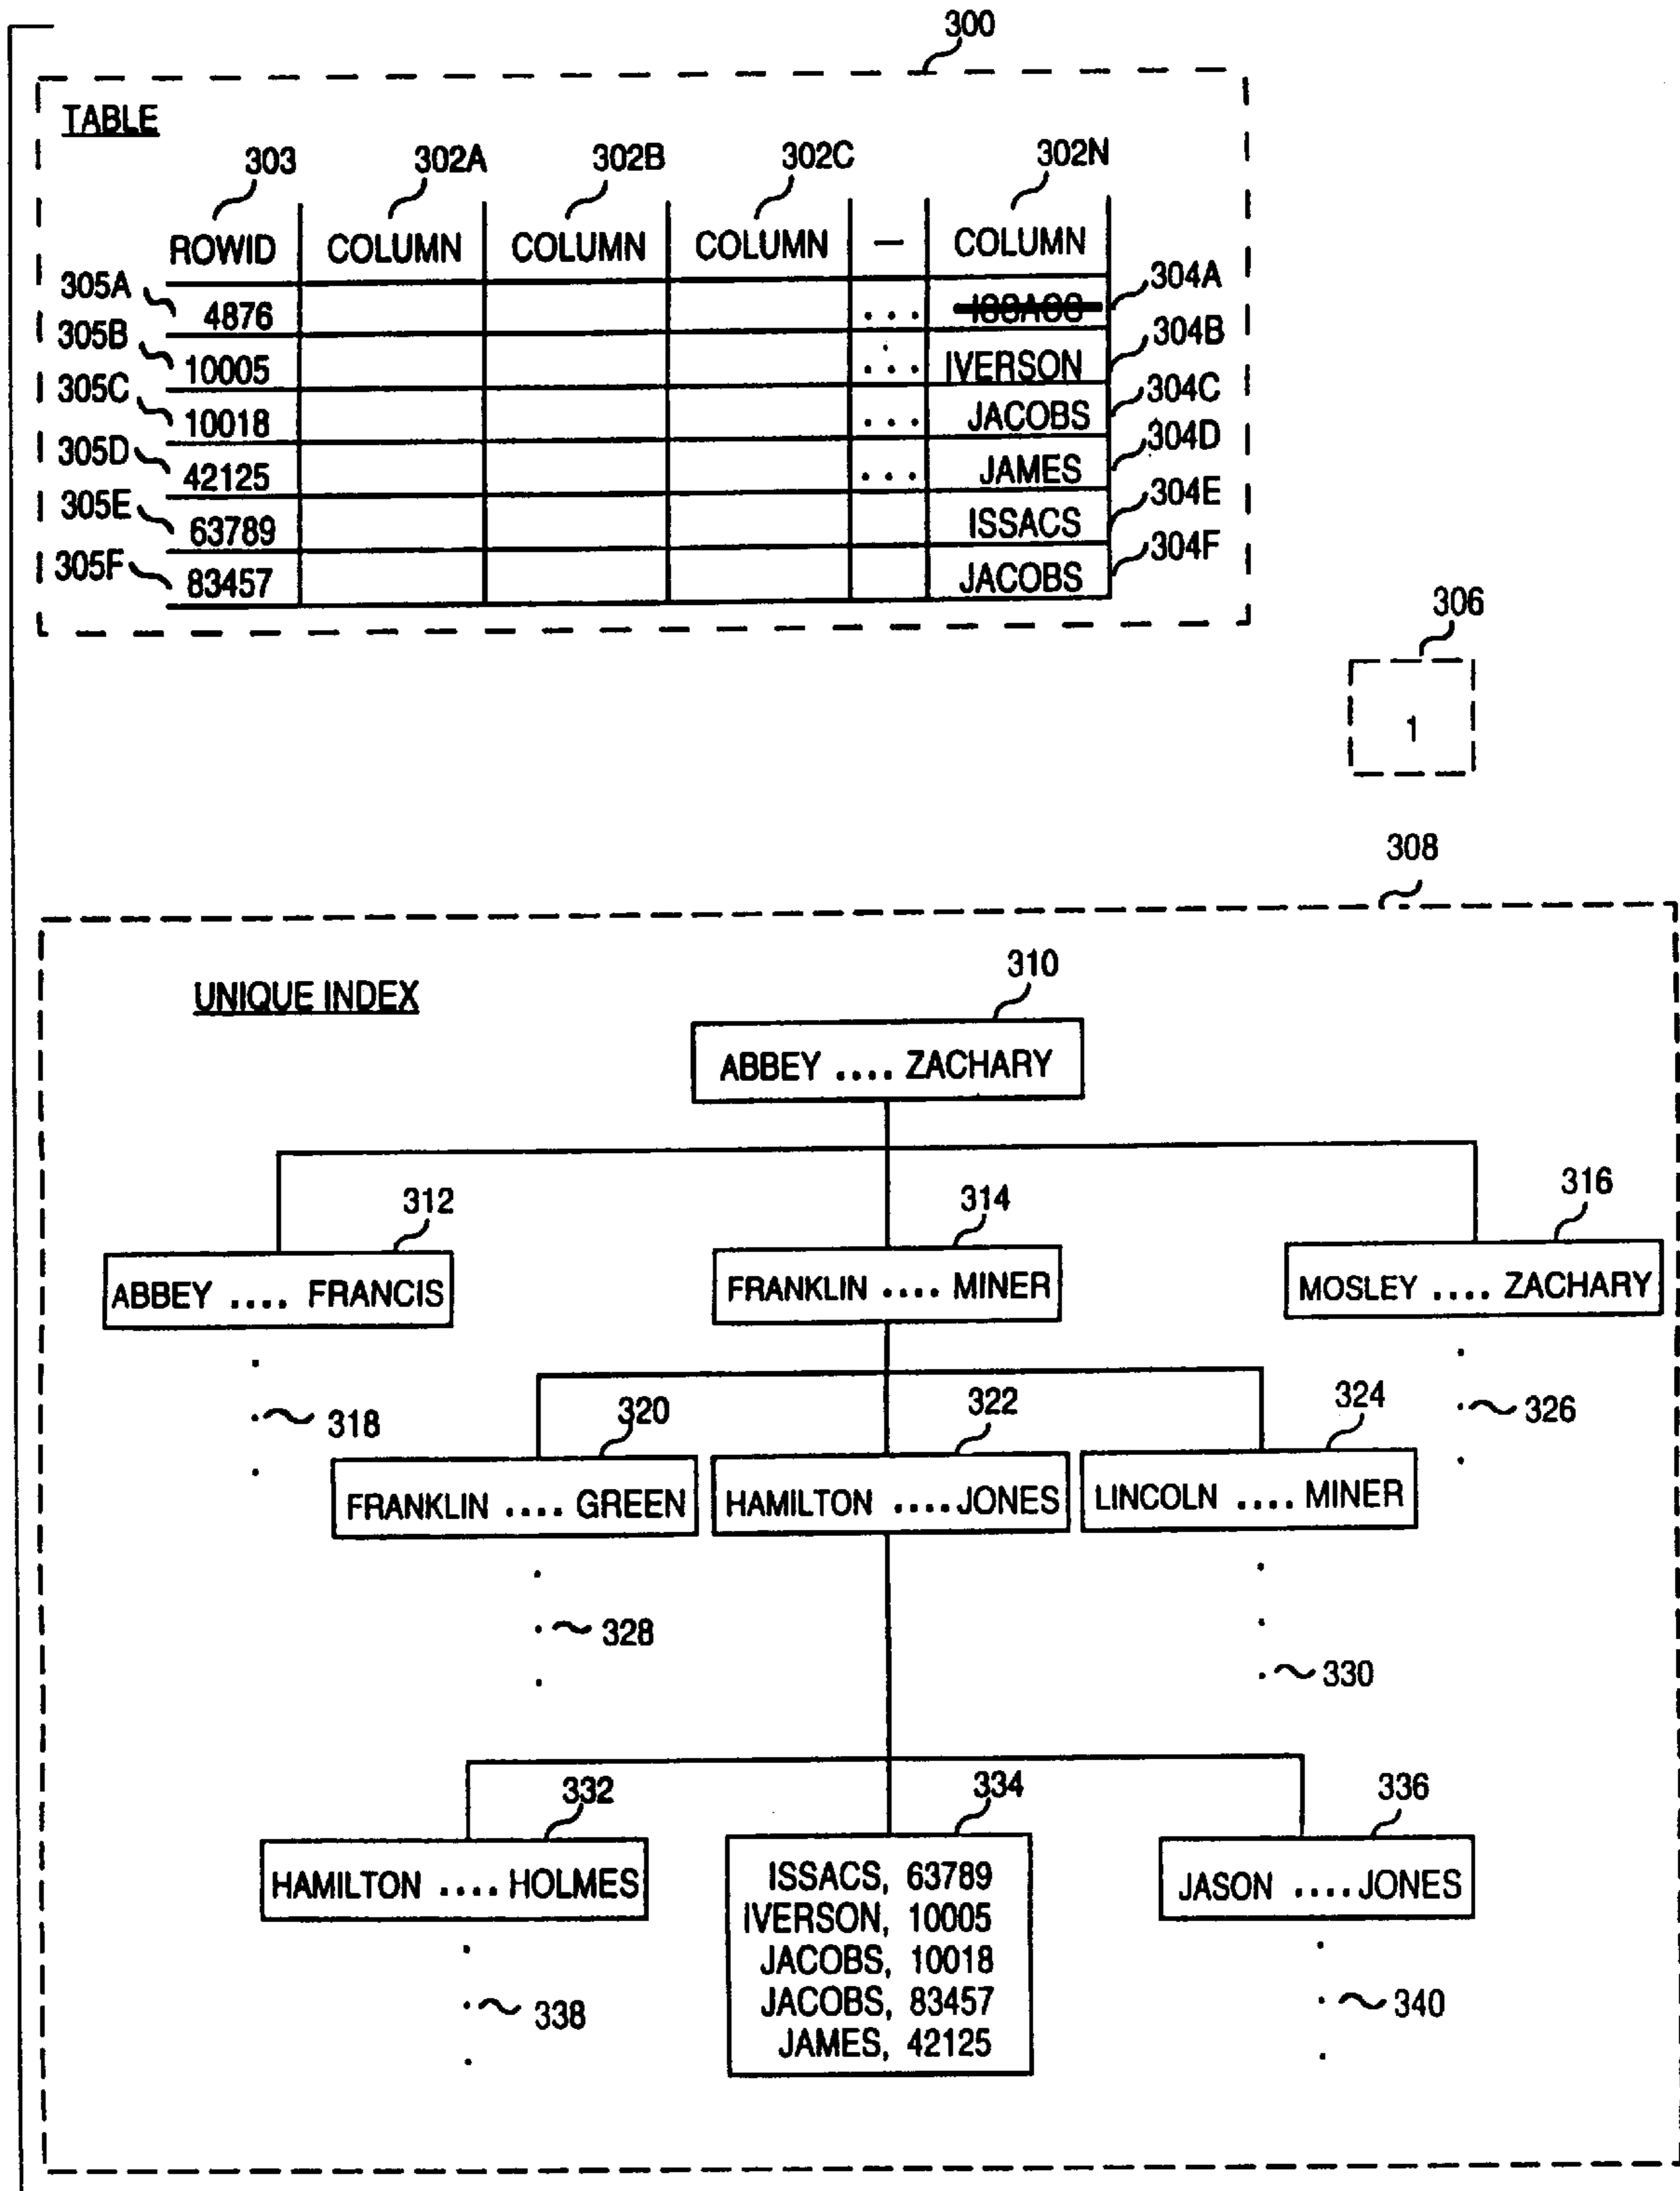 300
TABLE
303 302A 302B 302C 302N
ROWID COLUMN COLUMN COLUMN — COLUMN
305A 4876 ... ISSACS 304A
305B 10005 ... IVERSON 304B
305C 10018 ... JACOBS 304C
305D 42125 ... JAMES 304D
305E 63789 ISSACS 304E
305F 83457 JACOBS 304F
306
1
308
UNIQUE INDEX
310
ABBEY .... ZACHARY
312 314 316
ABBEY .... FRANCIS FRANKLIN .... MINER MOSLEY .... ZACHARY
318 320 322 324 326
FRANKLIN .... GREEN HAMILTON .... JONES LINCOLN .... MINER
328 330
332 334 336
HAMILTON .... HOLMES JASON .... JONES
ISSACS, 63789
IVERSON, 10005
JACOBS, 10018
JACOBS, 83457
JAMES, 42125
338 340